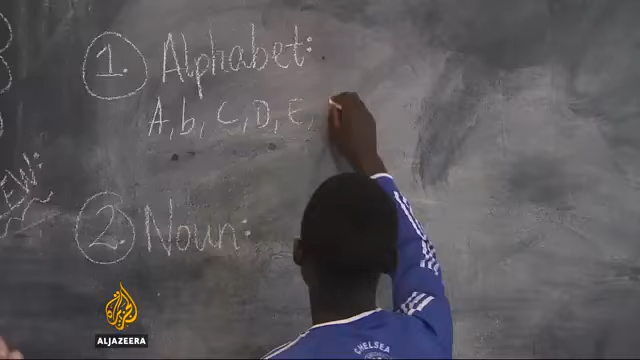 1. Alphabet:
A, b, C, D, E,
2. Noun:
CHELSEA
ALJAZEERA